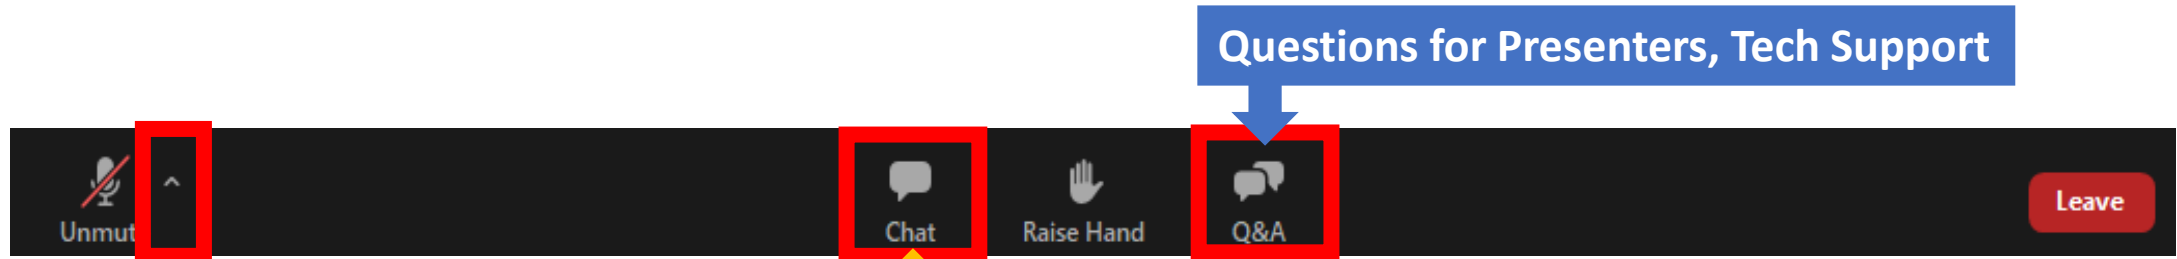 Questions for Presenters, Tech Support
Unmut
Chat
Raise Hand
Q&A
Leave